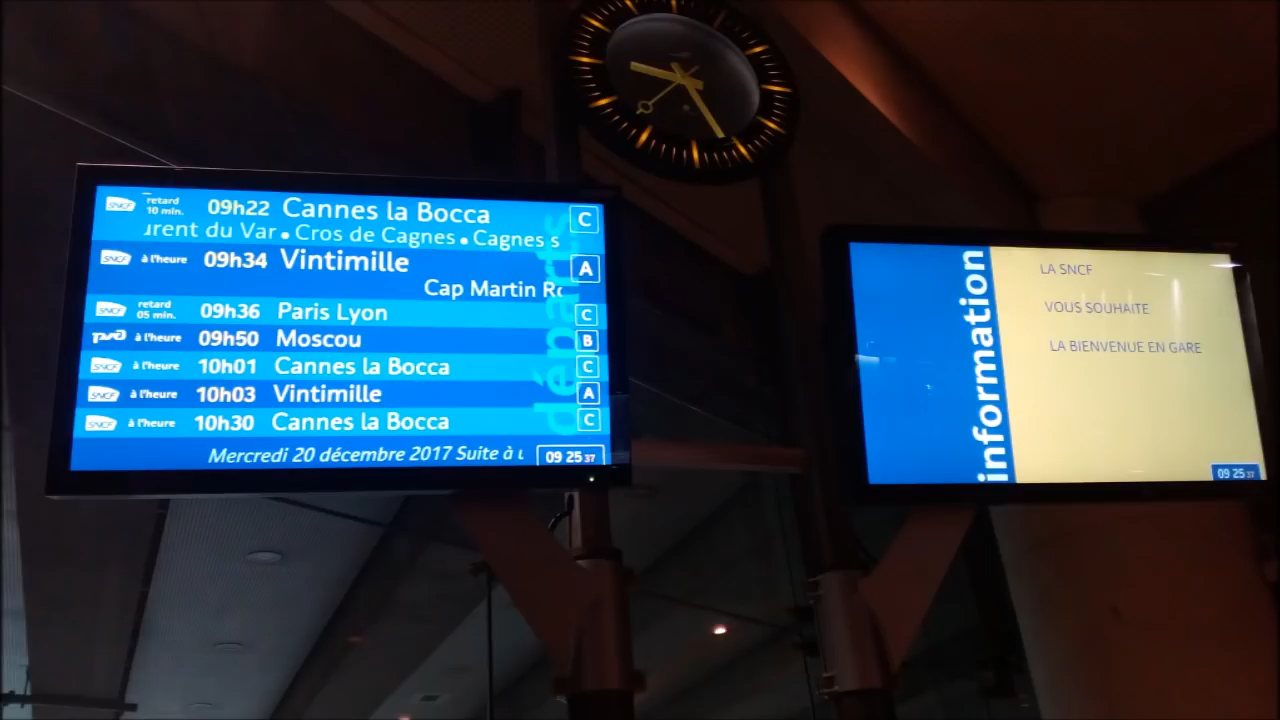 SNCF retard 10 min. 09h22 Cannes la Bocca C
urent du Var • Cros de Cagnes • Cagnes s
SNCF à l'heure 09h34 Vintimille A
Cap Martin Ro
SNCF retard 05 min. 09h36 Paris Lyon C
à l'heure 09h50 Moscou B
SNCF à l'heure 10h01 Cannes la Bocca C
SNCF à l'heure 10h03 Vintimille A
SNCF à l'heure 10h30 Cannes la Bocca C
départs
Mercredi 20 décembre 2017 Suite à 09 25 37
information
LA SNCF
VOUS SOUHAITE
LA BIENVENUE EN GARE
09 25 37